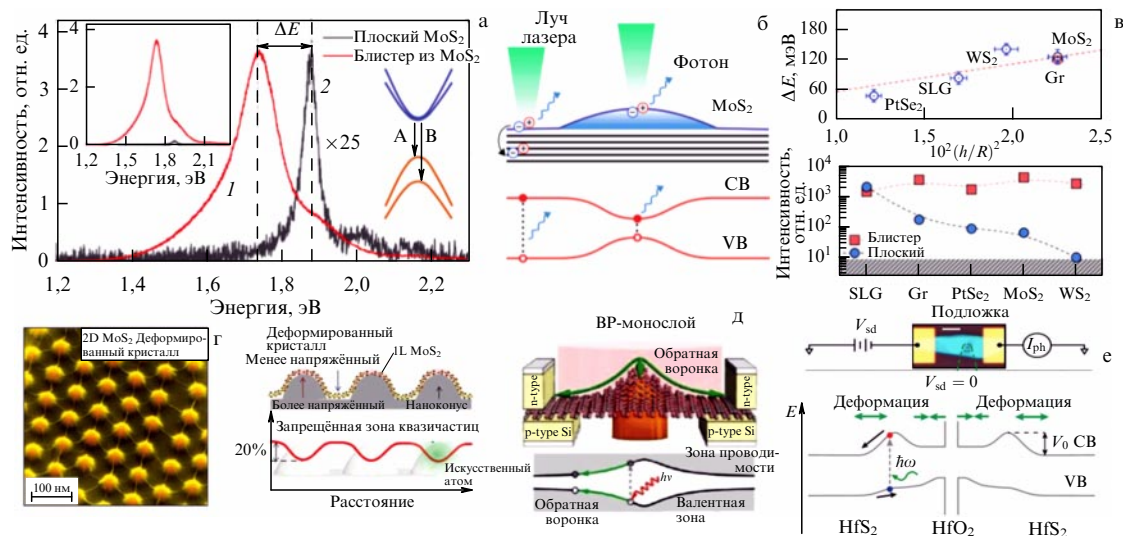 а
Интенсивность, отн. ед.
4
3
2
1
0
1,2
1,4
1,6
1,8
2,0
2,2
Энергия, эВ
4
2
0
1,2
1,5
1,8
2,1
Энергия, эВ
ΔE
Плоский MoS₂
Блистер из MoS₂
2
×25
1
A
B
б
Луч
лазера
Фотон
MoS₂
CB
VB
в
ΔE, мэВ
180
120
60
0
PtSe₂
SLG
WS₂
MoS₂
Gr
1,0
1,5
2,0
2,5
10²(h/R)²
Интенсивность,
отн. ед.
10⁴
10³
10²
10¹
Блистер
Плоский
SLG
Gr
PtSe₂
MoS₂
WS₂
Подложка
г
2D MoS₂ Деформиро-
ванный кристалл
100 нм
Деформированный
кристалл
Менее напряжённый
1L MoS₂
Более напряжённый
Наноконус
Запрещённая зона квазичастиц
20%
Искусственный
атом
Расстояние
д
ВР-монослой
Обратная
воронка
n-type
n-type
p-type Si
p-type Si
Зона проводи-
мости
hν
Обратная
воронка
Валентная
зона
е
Vsd
Iph
Vsd = 0
E
Деформация
Деформация
V₀
CB
ħω
VB
HfS₂
HfO₂
HfS₂